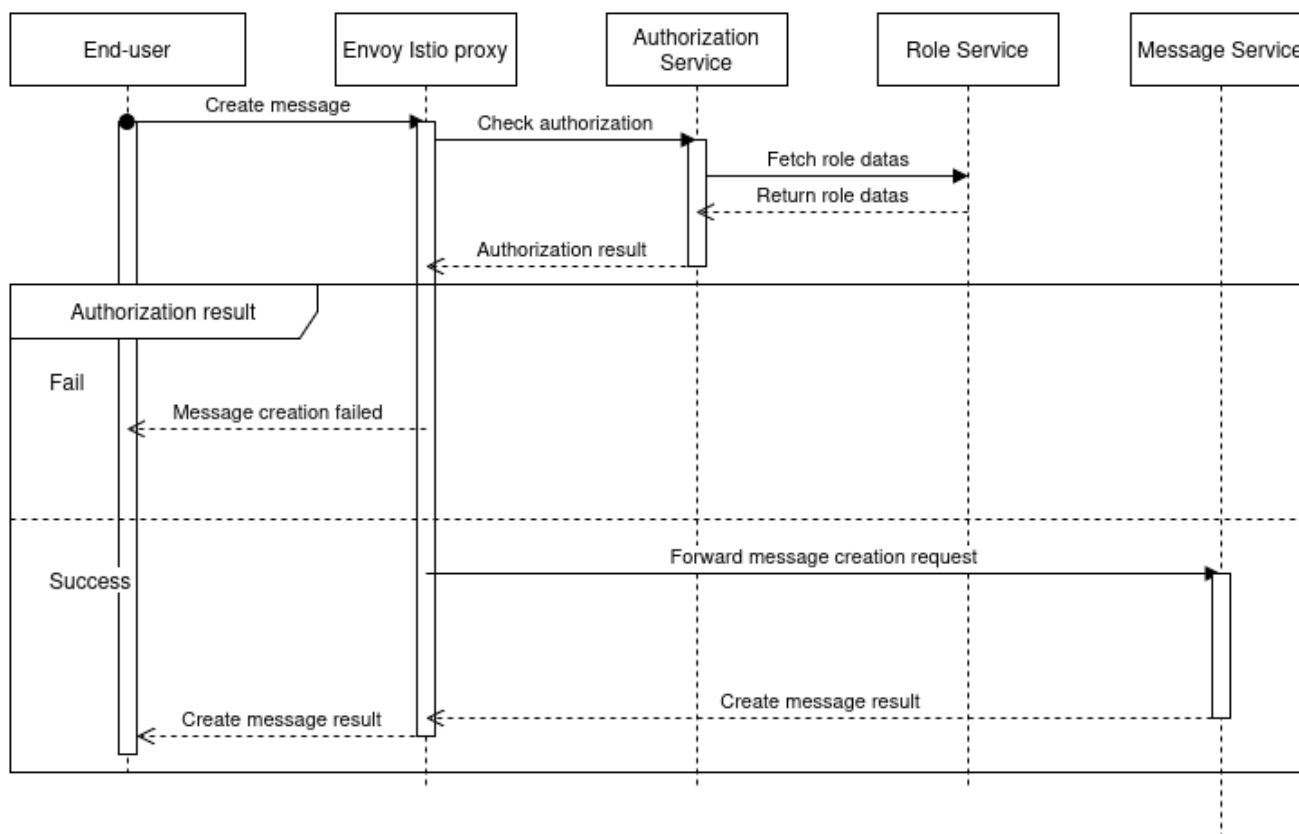 End-user
Envoy Istio proxy
Authorization
Service
Role Service
Message Service
Create message
Check authorization
Fetch role datas
Return role datas
Authorization result
Authorization result
Fail
Message creation failed
Forward message creation request
Success
Create message result
Create message result